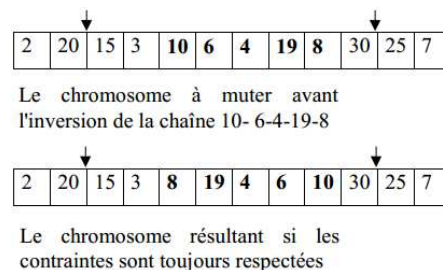 2 20 15 3 10 6 4 19 8 30 25 7
Le chromosome à muter avant
l'inversion de la chaîne 10- 6-4-19-8
2 20 15 3 8 19 4 6 10 30 25 7
Le chromosome résultant si les
contraintes sont toujours respectées